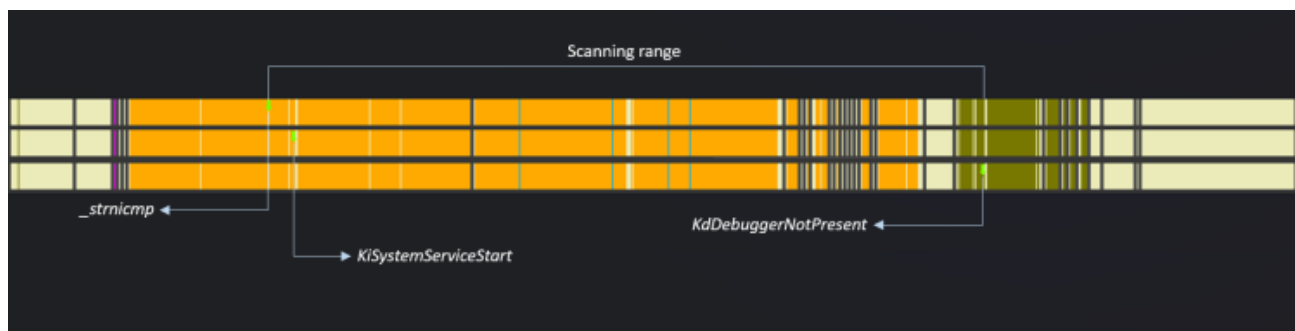 Scanning range
_strnicmp
KdDebuggerNotPresent
KiSystemServiceStart